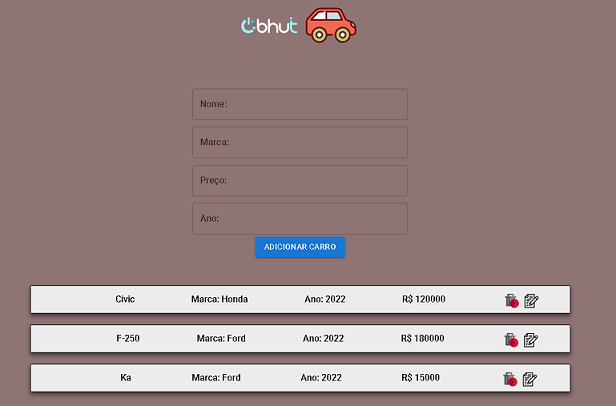 bhut
Nome:
Marca:
Preço:
Ano:
ADICIONAR CARRO
Civic Marca: Honda Ano: 2022 R$ 120000
F-250 Marca: Ford Ano: 2022 R$ 180000
Ka Marca: Ford Ano: 2022 R$ 15000